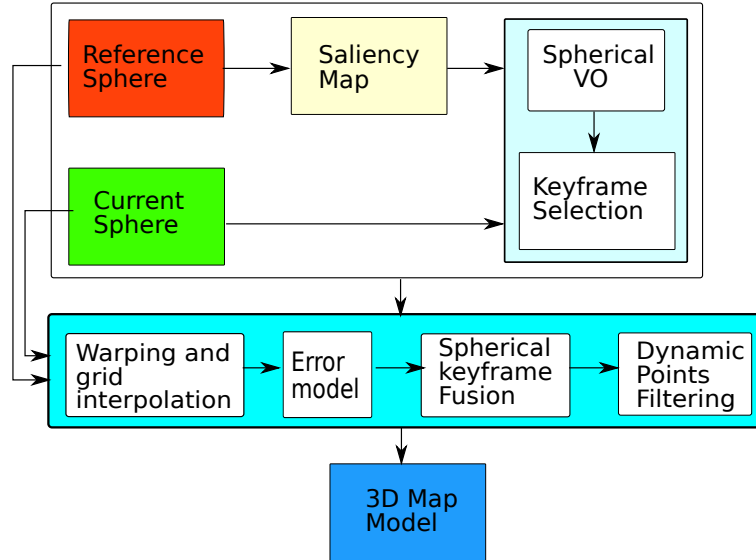 Reference
Sphere
Saliency
Map
Spherical
VO
Current
Sphere
Keyframe
Selection
Warping and
grid
interpolation
Error
model
Spherical
keyframe
Fusion
Dynamic
Points
Filtering
3D Map
Model